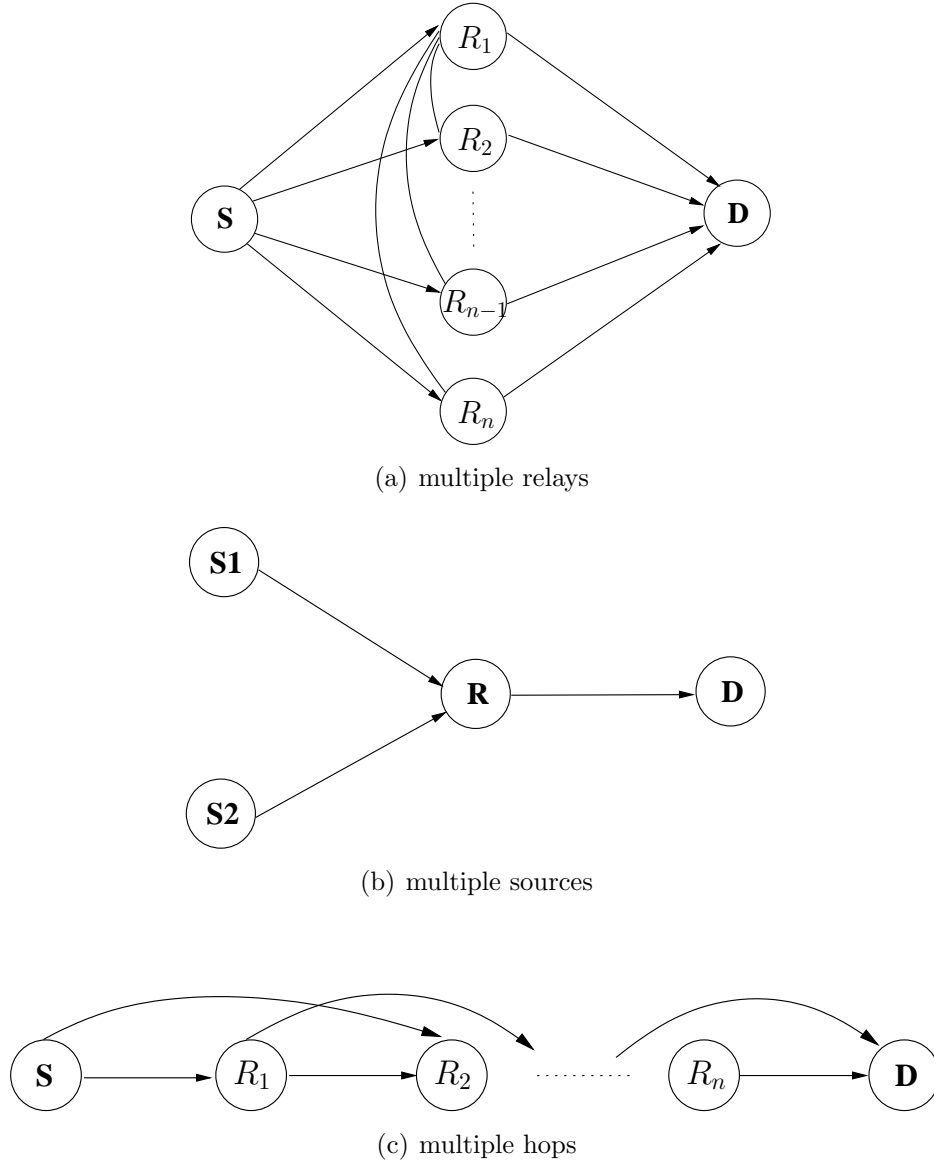 R₁
R₂
S
D
Rₙ₋₁
Rₙ
(a) multiple relays
S1
R
D
S2
(b) multiple sources
S
R₁
R₂
Rₙ
D
(c) multiple hops